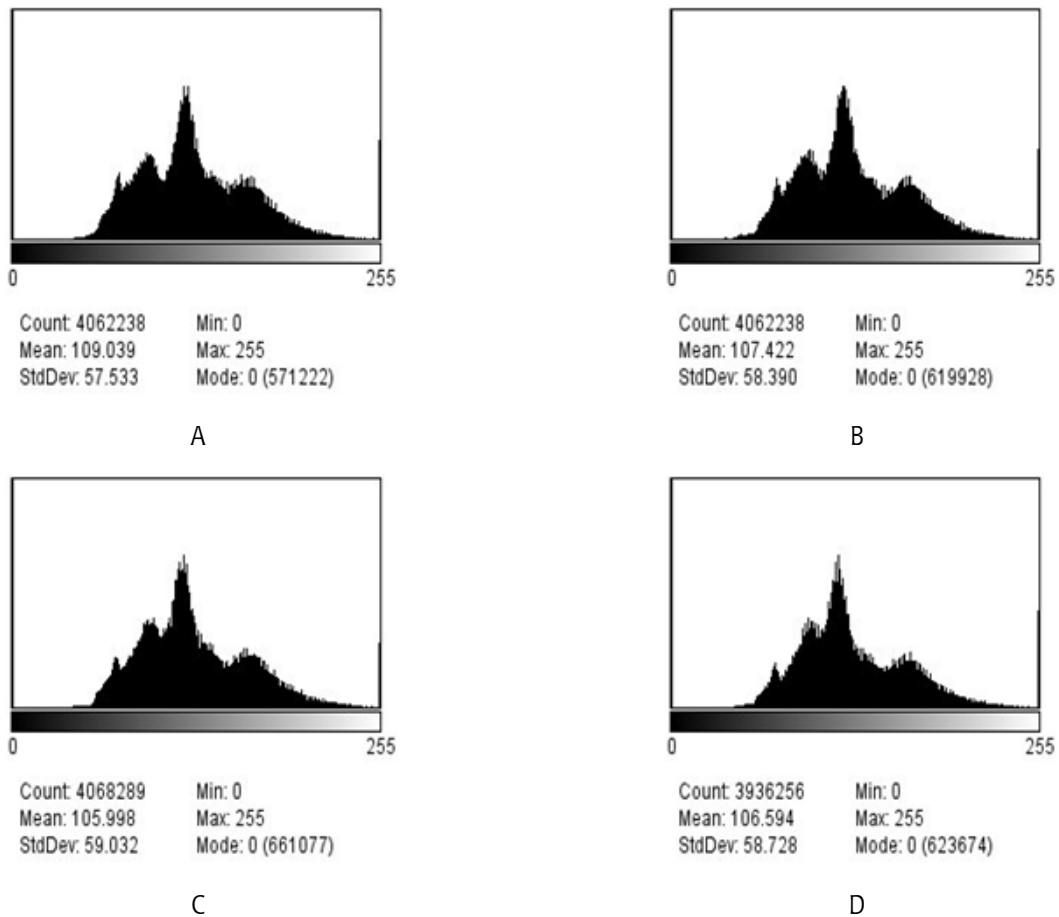 0 255
Count: 4062238 Min: 0
Mean: 109.039 Max: 255
StdDev: 57.533 Mode: 0 (571222)
A
0 255
Count: 4062238 Min: 0
Mean: 107.422 Max: 255
StdDev: 58.390 Mode: 0 (619928)
B
0 255
Count: 4068289 Min: 0
Mean: 105.998 Max: 255
StdDev: 59.032 Mode: 0 (661077)
C
0 255
Count: 3936256 Min: 0
Mean: 106.594 Max: 255
StdDev: 58.728 Mode: 0 (623674)
D